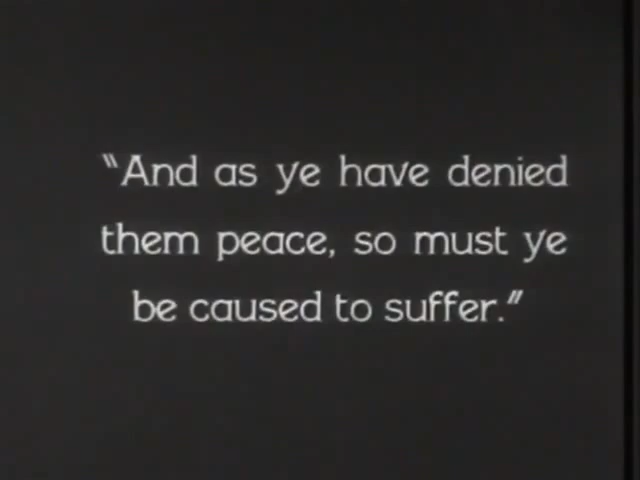 "And as ye have denied
them peace, so must ye
be caused to suffer."